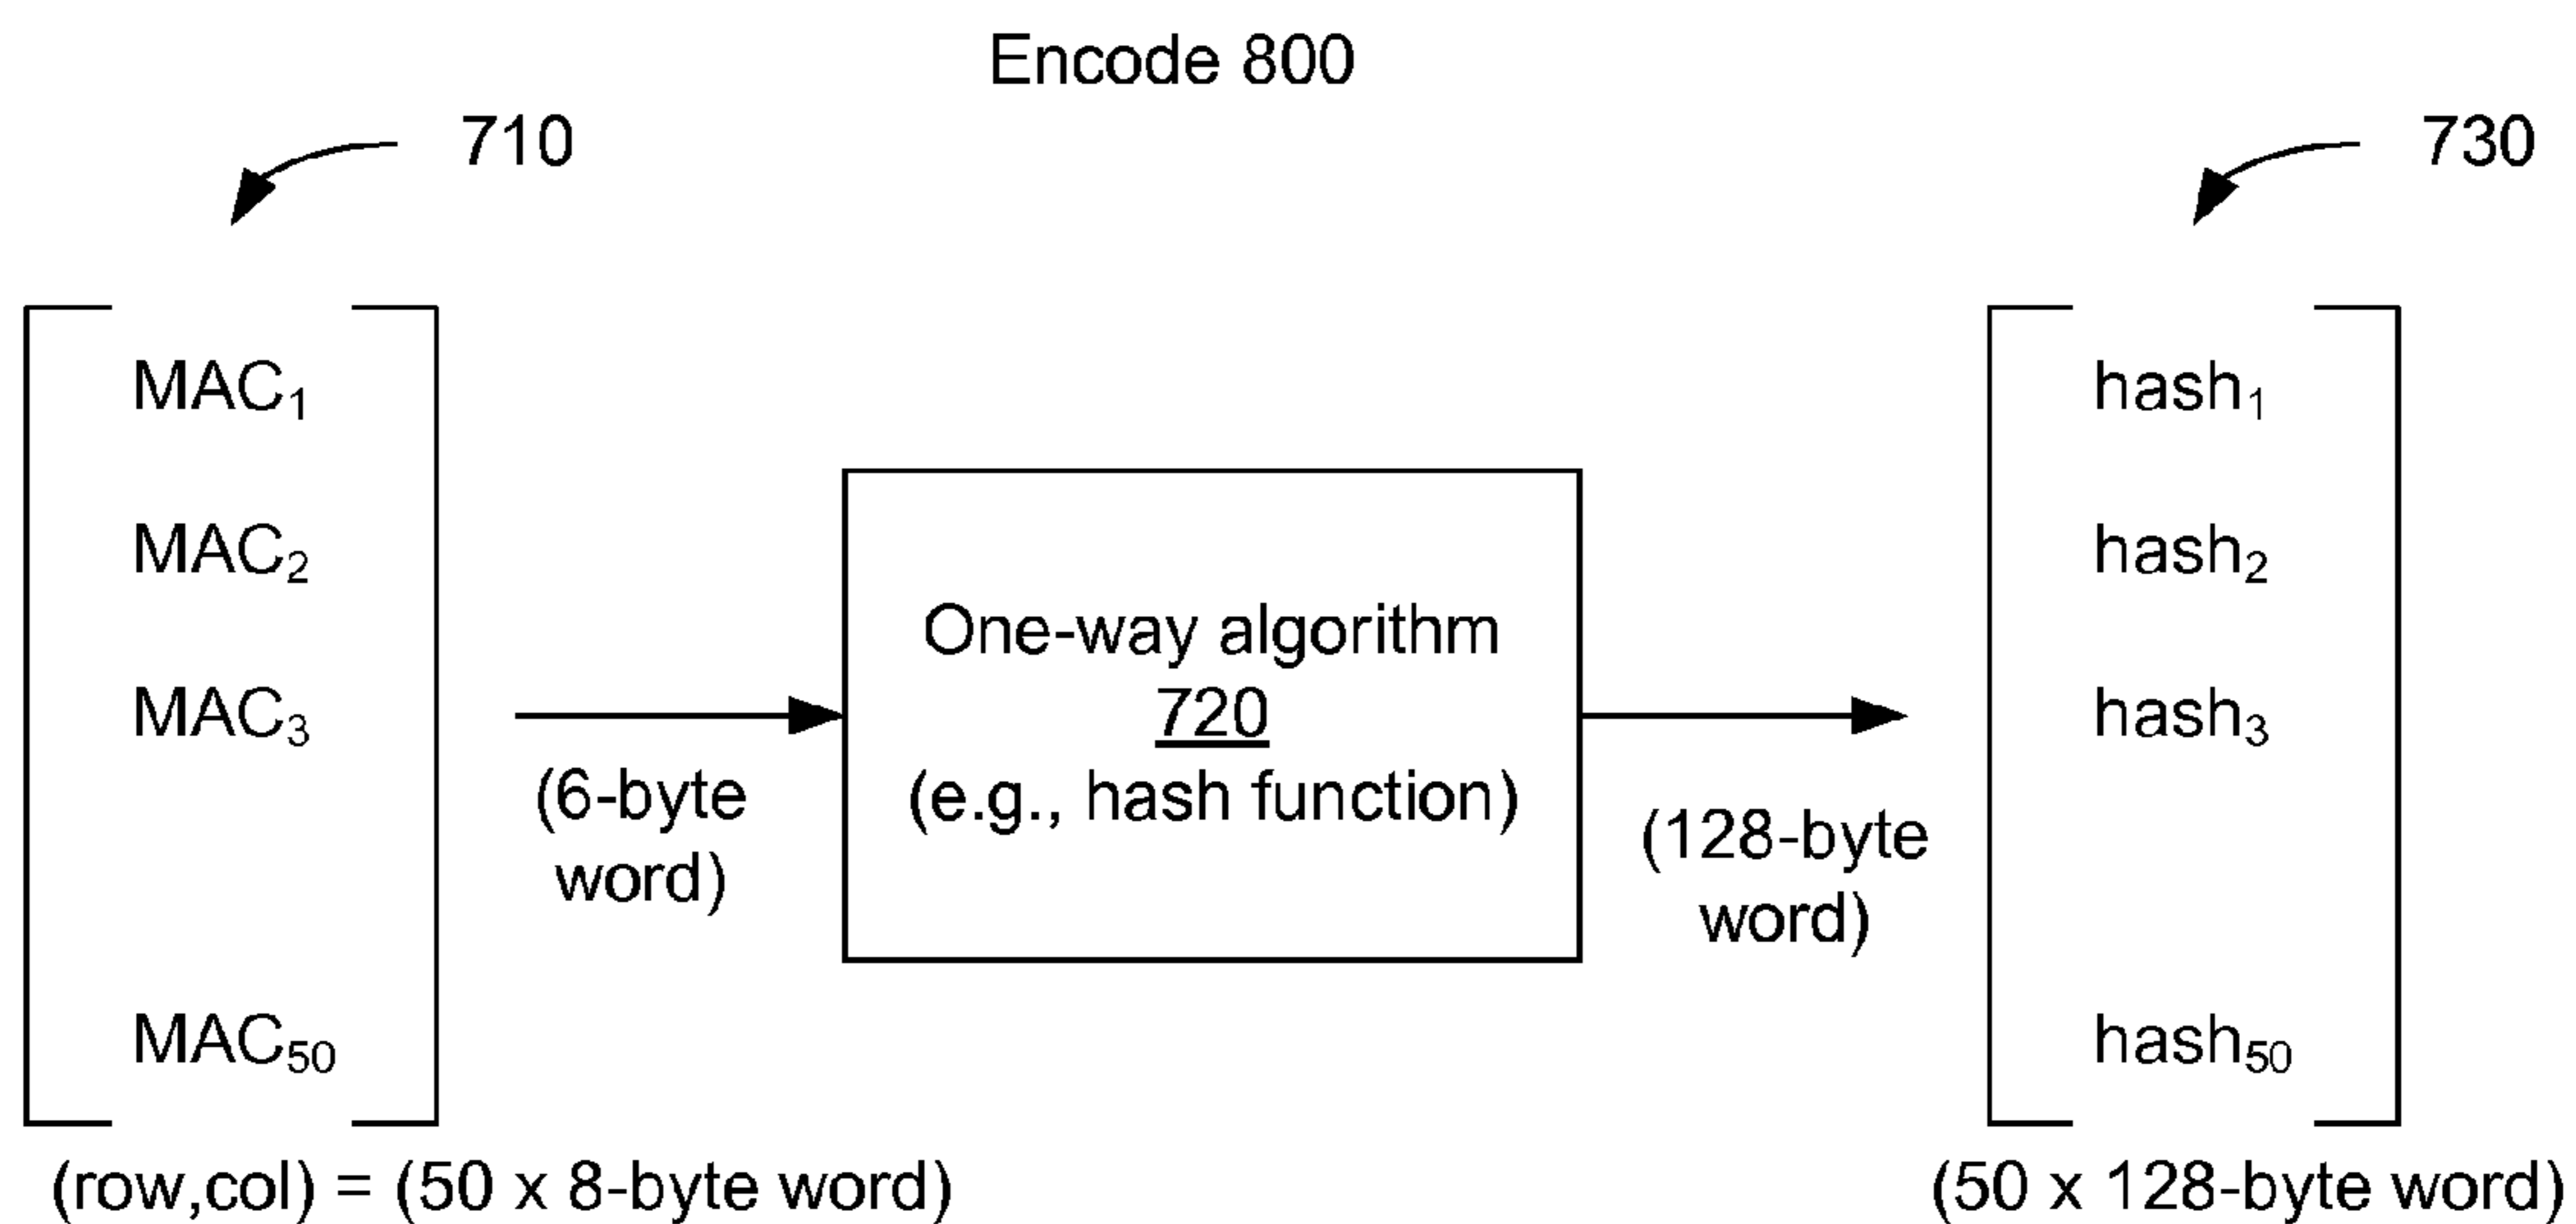 Encode 800
710
730
MAC₁
MAC₂
MAC₃
MAC₅₀
(row,col) = (50 x 8-byte word)
(6-byte
word)
One-way algorithm
720
(e.g., hash function)
(128-byte
word)
hash₁
hash₂
hash₃
hash₅₀
(50 x 128-byte word)